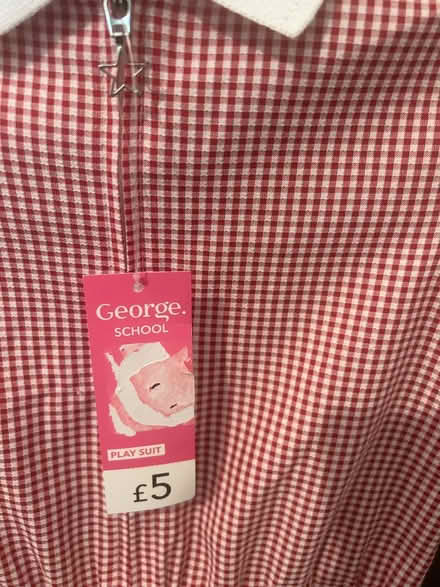 George.
SCHOOL
PLAY SUIT
£5